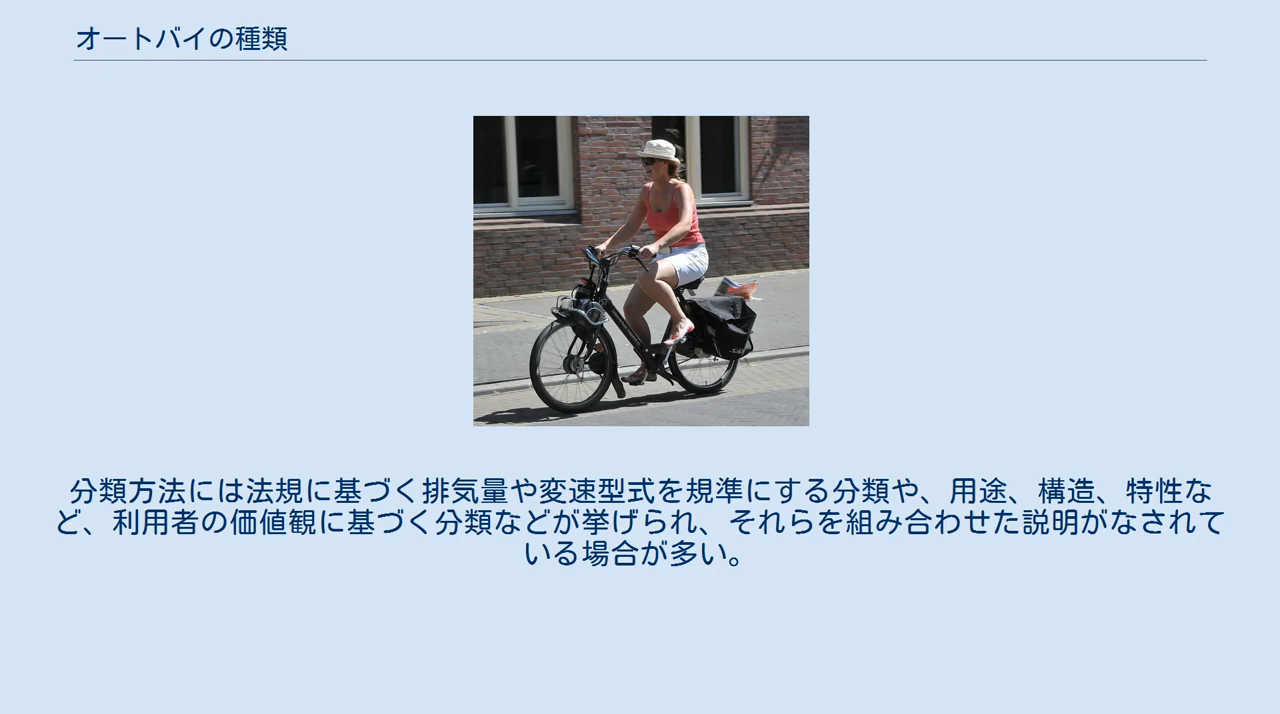 オートバイの種類
分類方法には法規に基づく排気量や変速型式を規準にする分類や、用途、構造、特性な
ど、利用者の価値観に基づく分類などが挙げられ、それらを組み合わせた説明がなされて
いる場合が多い。